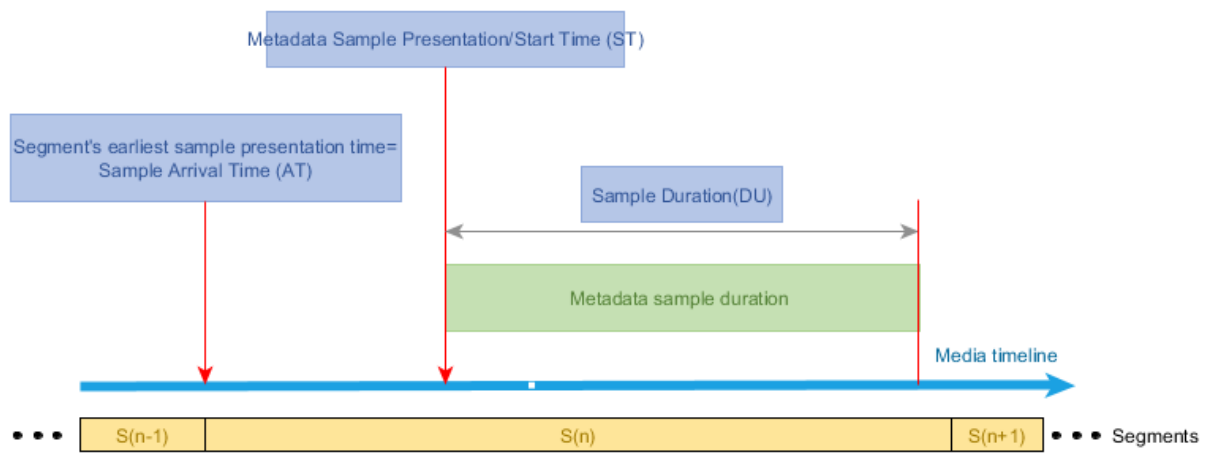 Metadata Sample Presentation/Start Time (ST)
Segment's earliest sample presentation time=
Sample Arrival Time (AT)
Sample Duration(DU)
Metadata sample duration
Media timeline
S(n-1)
S(n)
S(n+1)
Segments